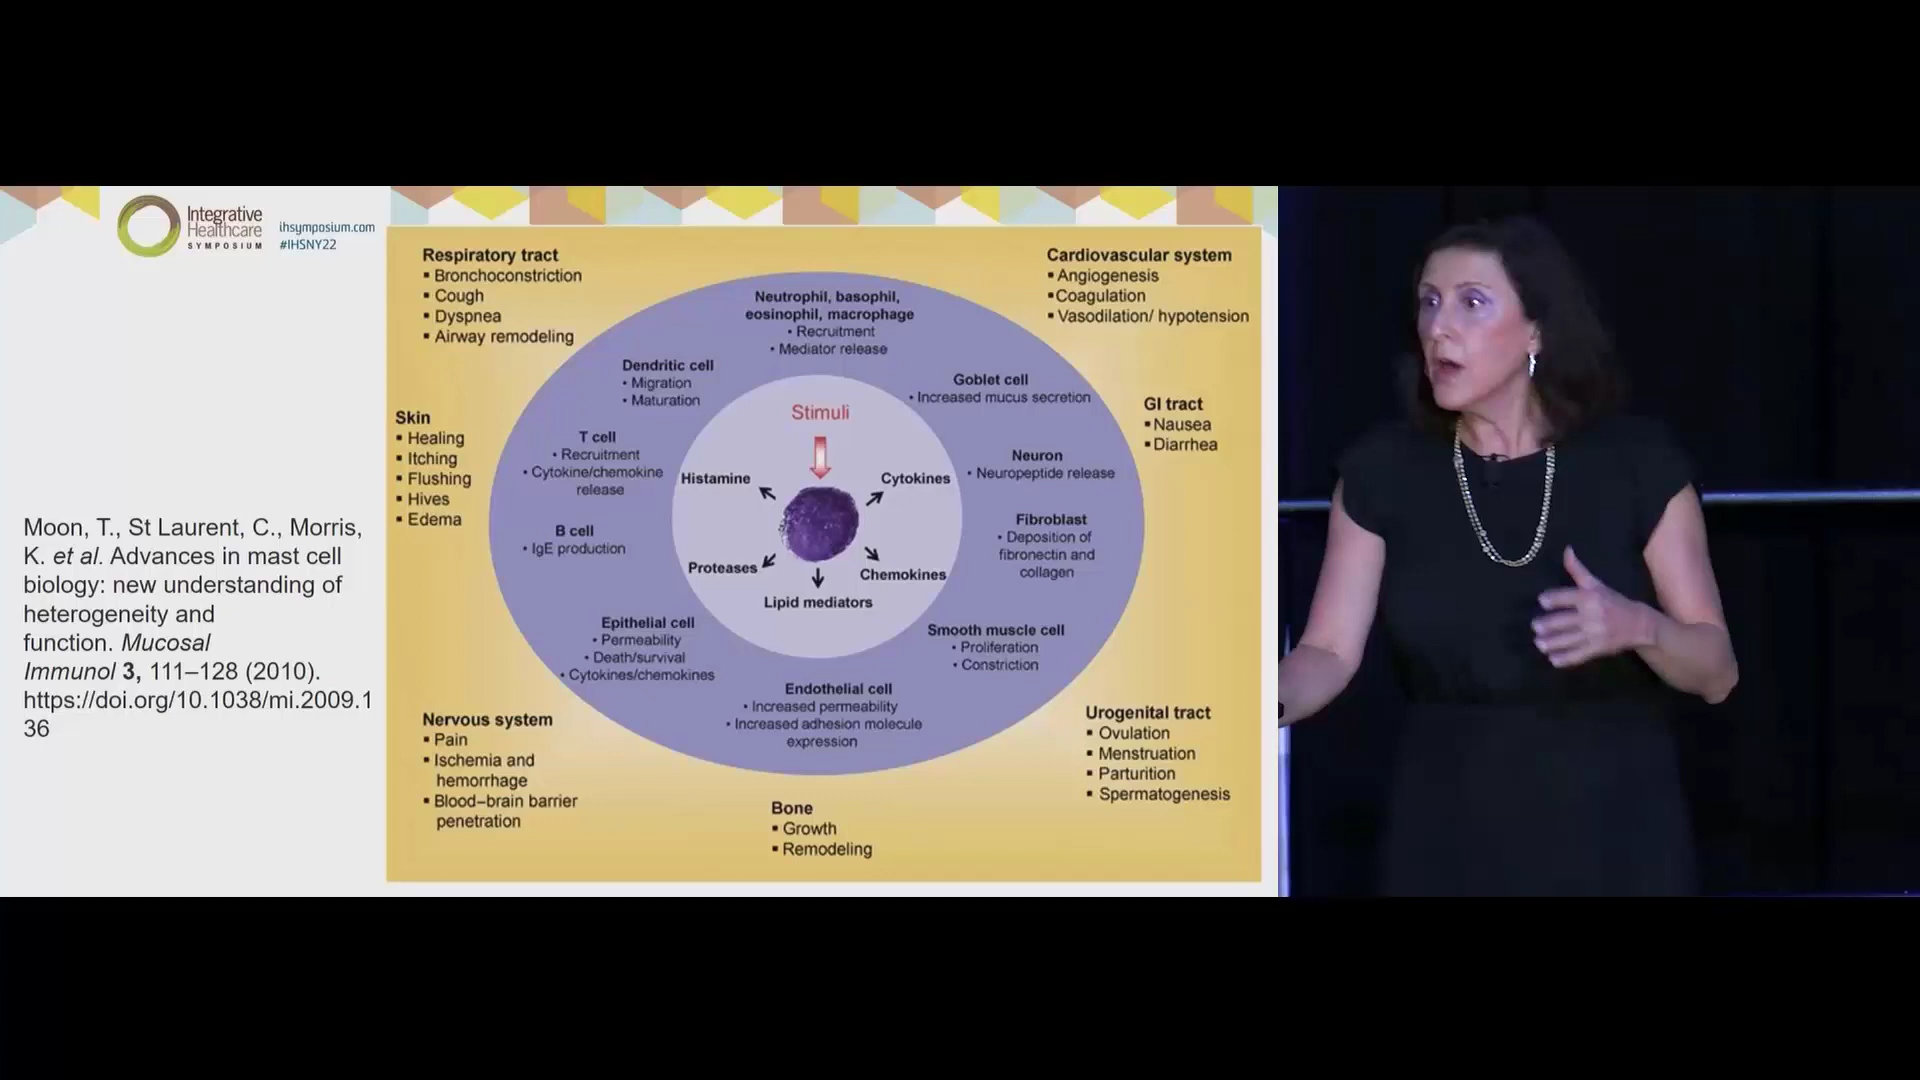 Integrative
Healthcare
SYMPOSIUM
ihsymposium.com
#IHSNY22
Moon, T., St Laurent, C., Morris,
K. et al. Advances in mast cell
biology: new understanding of
heterogeneity and
function. Mucosal
Immunol 3, 111–128 (2010).
https://doi.org/10.1038/mi.2009.1
36
Respiratory tract
▪ Bronchoconstriction
▪ Cough
▪ Dyspnea
▪ Airway remodeling
Cardiovascular system
▪ Angiogenesis
▪ Coagulation
▪ Vasodilation/ hypotension
Skin
▪ Healing
▪ Itching
▪ Flushing
▪ Hives
▪ Edema
GI tract
▪ Nausea
▪ Diarrhea
Nervous system
▪ Pain
▪ Ischemia and
hemorrhage
▪ Blood–brain barrier
penetration
Bone
▪ Growth
▪ Remodeling
Urogenital tract
▪ Ovulation
▪ Menstruation
▪ Parturition
▪ Spermatogenesis
Neutrophil, basophil,
eosinophil, macrophage
• Recruitment
• Mediator release
Dendritic cell
• Migration
• Maturation
Goblet cell
• Increased mucus secretion
T cell
• Recruitment
• Cytokine/chemokine
release
Neuron
• Neuropeptide release
B cell
• IgE production
Fibroblast
• Deposition of
fibronectin and
collagen
Epithelial cell
• Permeability
• Death/survival
• Cytokines/chemokines
Smooth muscle cell
• Proliferation
• Constriction
Endothelial cell
• Increased permeability
• Increased adhesion molecule
expression
Stimuli
Histamine
Cytokines
Proteases
Chemokines
Lipid mediators